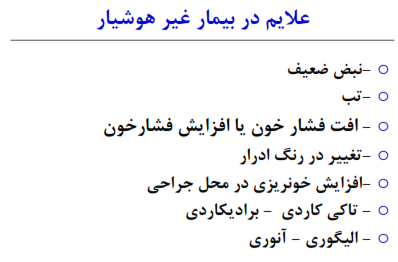 علایم در بیمار غیر هوشیار
-نبض ضعیف
-تب
- افت فشار خون یا افزایش فشارخون
-تغییر در رنگ ادرار
-افزایش خونریزی در محل جراحی
- تاکی کاردی - برادیکاردی
- الیگوری - آنوری